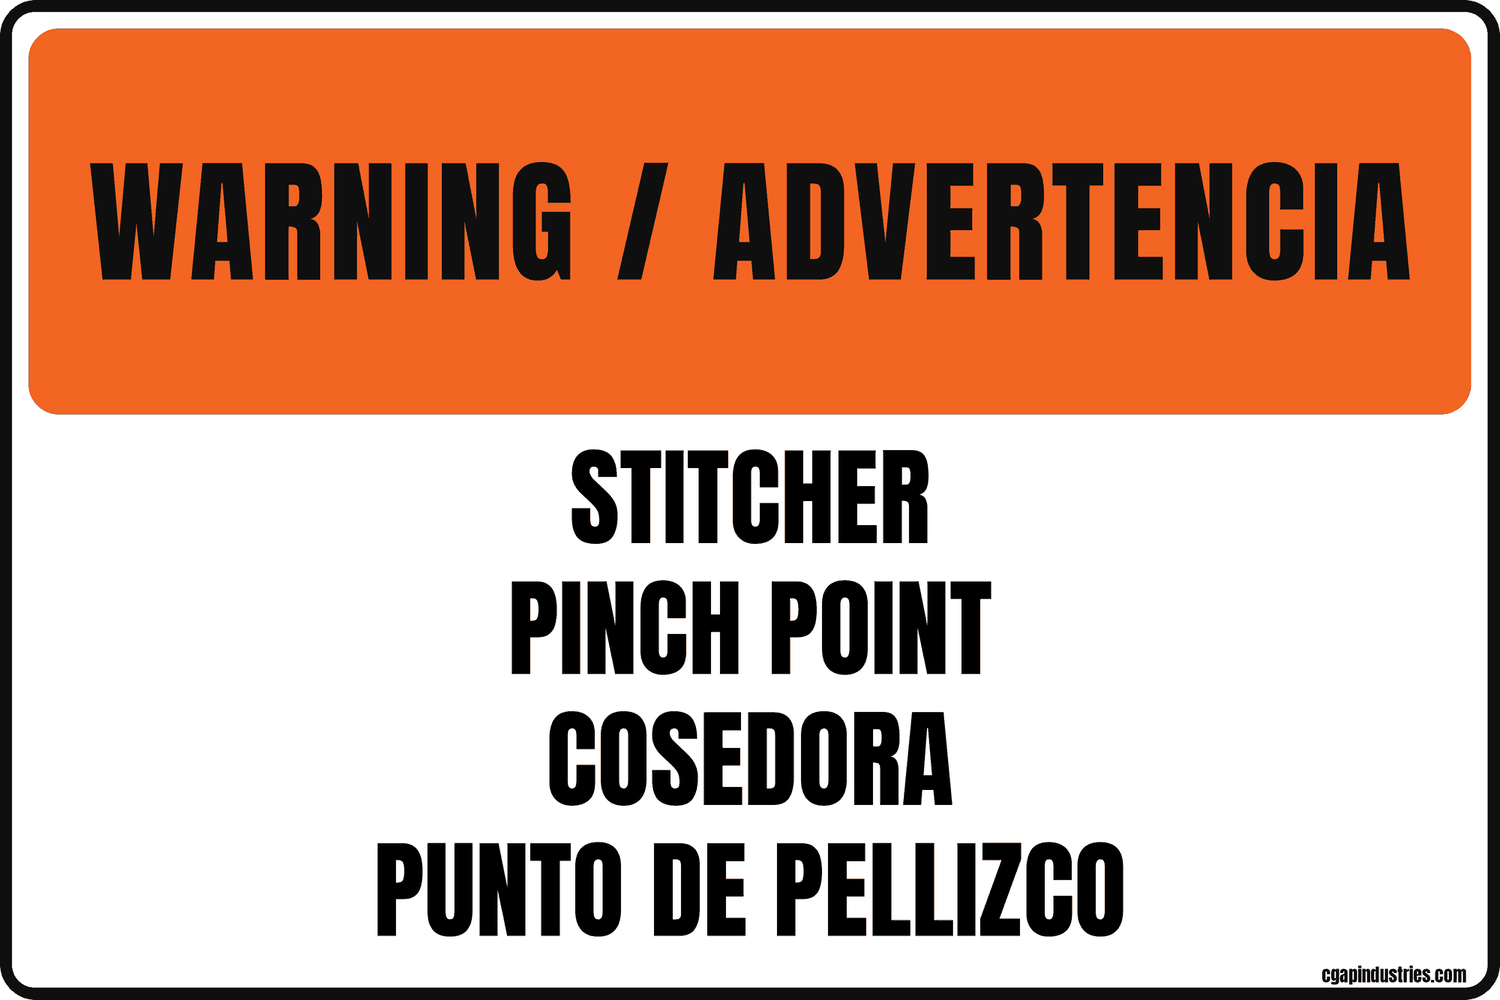 WARNING / ADVERTENCIA
STITCHER
PINCH POINT
COSEDORA
PUNTO DE PELLIZCO
cgapindustries.com